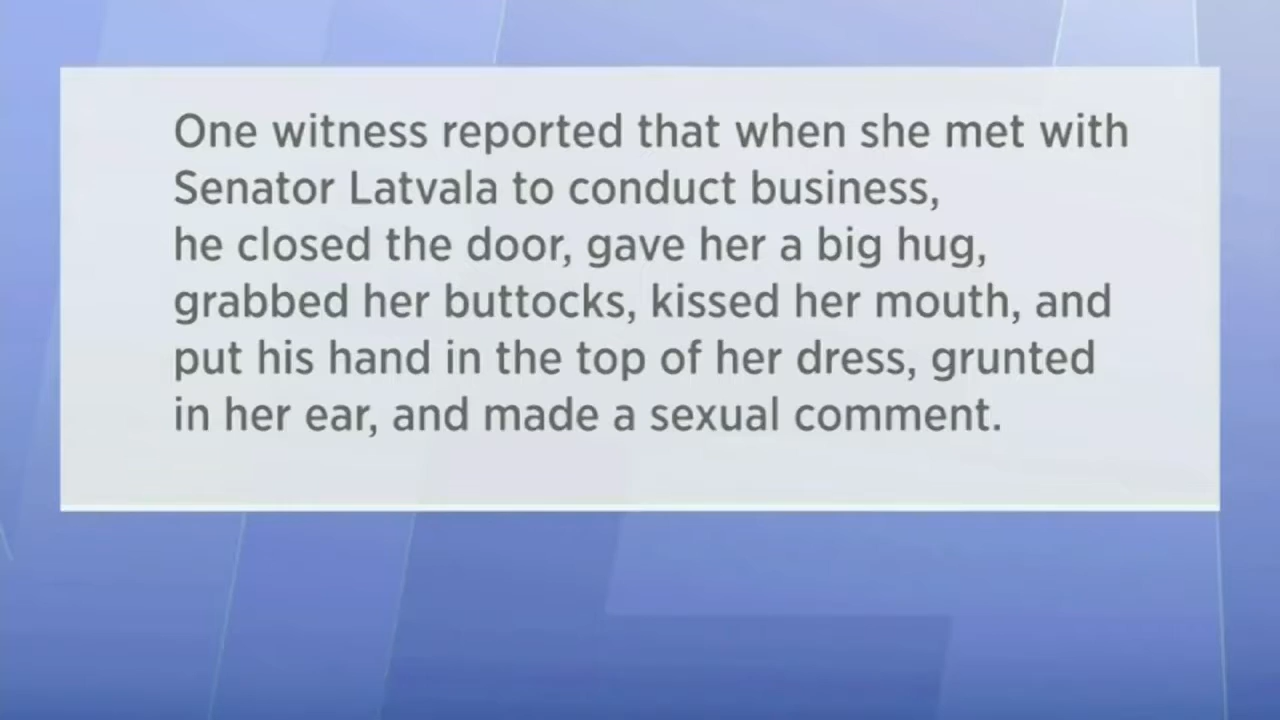 One witness reported that when she met with
Senator Latvala to conduct business,
he closed the door, gave her a big hug,
grabbed her buttocks, kissed her mouth, and
put his hand in the top of her dress, grunted
in her ear, and made a sexual comment.